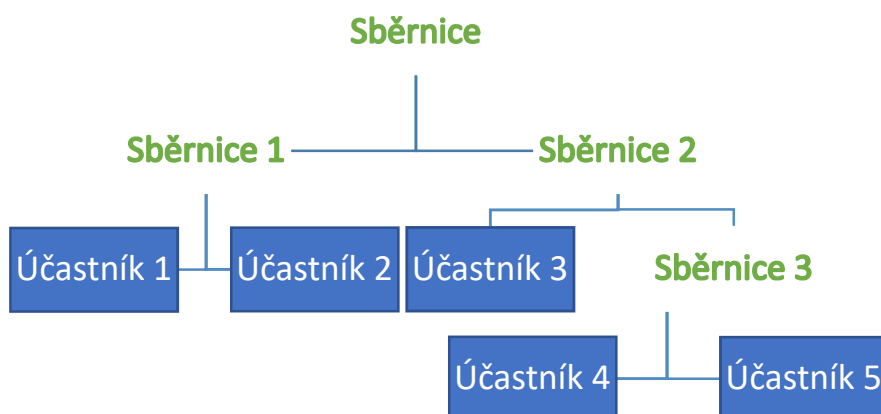 Sběrnice
Sběrnice 1
Sběrnice 2
Účastník 1
Účastník 2
Účastník 3
Sběrnice 3
Účastník 4
Účastník 5